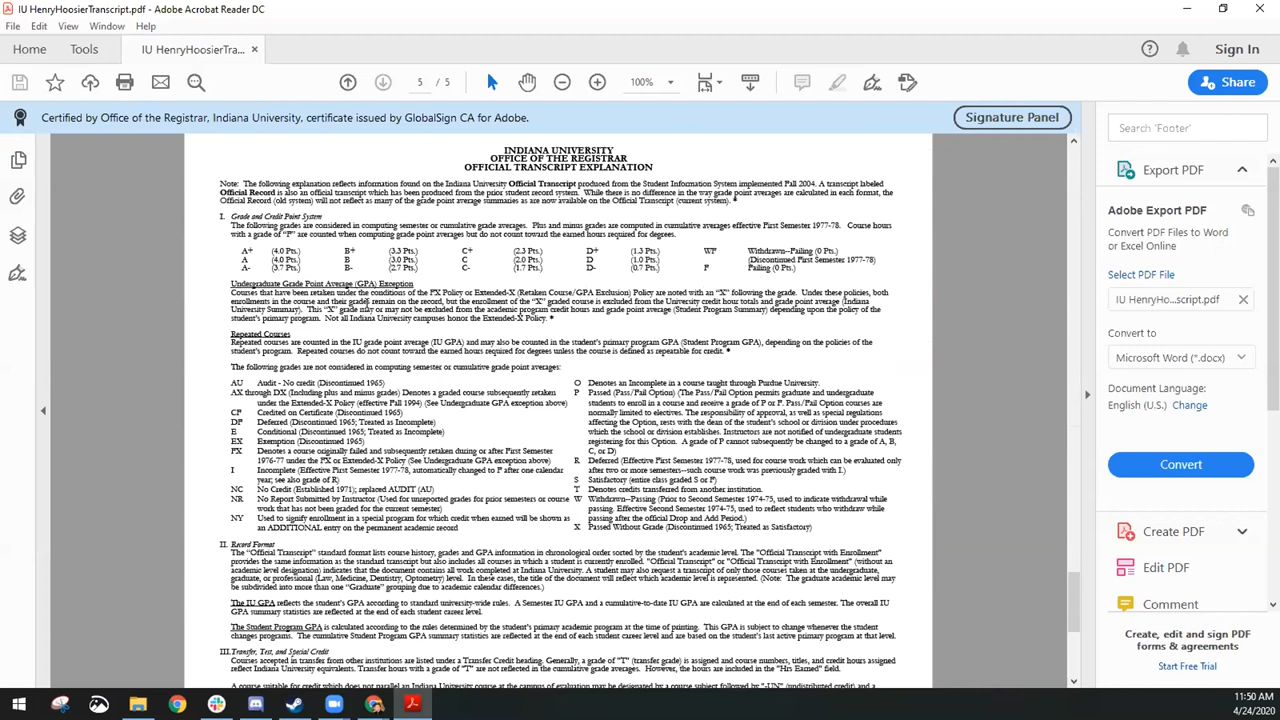 IU HenryHoosierTranscript.pdf - Adobe Acrobat Reader DC
File Edit View Window Help
Home Tools IU HenryHoosierTra... × Sign In
5 / 5 100% Share
Certified by Office of the Registrar, Indiana University, certificate issued by GlobalSign CA for Adobe. Signature Panel
INDIANA UNIVERSITY
OFFICE OF THE REGISTRAR
OFFICIAL TRANSCRIPT EXPLANATION
Note: The following explanation reflects information found on the Indiana University Official Transcript produced from the Student Information System implemented Fall 2004. A transcript labeled
Official Record is also an official transcript which has been produced from the prior student record system. While there is no difference in the way grade point averages are calculated in each format, the
Official Record (old system) will not reflect as many of the grade point average summaries as are now available on the Official Transcript (current system). *
I. Grade and Credit Point System
The following grades are considered in computing semester or cumulative grade averages. Plus and minus grades are computed in cumulative averages effective First Semester 1977-78. Course hours
with a grade of "F" are counted when computing grade point averages but do not count toward the earned hours required for degrees.
A+ (4.0 Pts.) B+ (3.3 Pts.) C+ (2.3 Pts.) D+ (1.3 Pts.) WF Withdrawn--Failing (0 Pts.)
A (4.0 Pts.) B (3.0 Pts.) C (2.0 Pts.) D (1.0 Pts.) (Discontinued First Semester 1977-78)
A- (3.7 Pts.) B- (2.7 Pts.) C- (1.7 Pts.) D- (0.7 Pts.) F Failing (0 Pts.)
Undergraduate Grade Point Average (GPA) Exception
Courses that have been retaken under the conditions of the FX Policy or Extended-X (Retaken Course/GPA Exclusion) Policy are noted with an "X" following the grade. Under these policies, both
enrollments in the course and their grades remain on the record, but the enrollment of the "X" graded course is excluded from the University credit hour totals and grade point average (Indiana
University Summary). This "X" grade may or may not be excluded from the academic program credit hours and grade point average (Student Program Summary) depending upon the policy of the
student's primary program. Not all Indiana University campuses honor the Extended-X Policy. *
Repeated Courses
Repeated courses are counted in the IU grade point average (IU GPA) and may also be counted in the student's primary program GPA (Student Program GPA), depending on the policies of the
student's program. Repeated courses do not count toward the earned hours required for degrees unless the course is defined as repeatable for credit. *
The following grades are not considered in computing semester or cumulative grade point averages:
AU Audit - No credit (Discontinued 1965)
AX through DX (Including plus and minus grades) Denotes a graded course subsequently retaken
under the Extended-X Policy (effective Fall 1994) (See Undergraduate GPA exception above)
CF Credited on Certificate (Discontinued 1965)
DF Deferred (Discontinued 1965; Treated as Incomplete)
E Conditional (Discontinued 1965; Treated as Incomplete)
EX Exemption (Discontinued 1965)
FX Denotes a course originally failed and subsequently retaken during or after First Semester
1976-77 under the FX or Extended-X Policy (See Undergraduate GPA exception above)
I Incomplete (Effective First Semester 1977-78, automatically changed to F after one calendar
year; see also grade of R)
NC No Credit (Established 1971); replaced AUDIT (AU)
NR No Report Submitted by Instructor (Used for unreported grades for prior semesters or course
work that has not been graded for the current semester)
NY Used to signify enrollment in a special program for which credit when earned will be shown as
an ADDITIONAL entry on the permanent academic record
O Denotes an Incomplete in a course taught through Purdue University.
P Passed (Pass/Fail Option) (The Pass/Fail Option permits graduate and undergraduate
students to enroll in a course and receive a grade of P or F. Pass/Fail Option courses are
normally limited to electives. The responsibility of approval, as well as special regulations
affecting the Option, rests with the dean of the student's school or division under procedures
which the school or division establishes. Instructors are not notified of undergraduate students
registering for this Option. A grade of P cannot subsequently be changed to a grade of A, B,
C, or D)
R Deferred (Effective First Semester 1977-78, used for course work which can be evaluated only
after two or more semesters--such course work was previously graded with I.)
S Satisfactory (entire class graded S or F)
T Denotes credits transferred from another institution.
W Withdrawn--Passing (Prior to Second Semester 1974-75, used to indicate withdrawal while
passing. Effective Second Semester 1974-75, used to reflect students who withdraw while
passing after the official Drop and Add Period.)
X Passed Without Grade (Discontinued 1965; Treated as Satisfactory)
II. Record Format
The "Official Transcript" standard format lists course history, grades and GPA information in chronological order sorted by the student's academic level. The "Official Transcript with Enrollment"
provides the same information as the standard transcript but also includes all courses in which a student is currently enrolled. "Official Transcript" or "Official Transcript with Enrollment" (without an
academic level designation) indicates that the document contains all work completed at Indiana University. A student may also request a transcript of only those courses taken at the undergraduate,
graduate, or professional (Law, Medicine, Dentistry, Optometry) level. In these cases, the title of the document will reflect which academic level is represented. (Note: The graduate academic level may
be subdivided into more than one "Graduate" grouping due to academic calendar differences.)
The IU GPA reflects the student's GPA according to standard university-wide rules. A Semester IU GPA and a cumulative-to-date IU GPA are calculated at the end of each semester. The overall IU
GPA summary statistics are reflected at the end of each student career level.
The Student Program GPA is calculated according to the rules determined by the student's primary academic program at the time of printing. This GPA is subject to change whenever the student
changes programs. The cumulative Student Program GPA summary statistics are reflected at the end of each student career level and are based on the student's last active primary program at that level.
III. Transfer, Test, and Special Credit
Courses accepted in transfer from other institutions are listed under a Transfer Credit heading. Generally, a grade of "T" (transfer grade) is assigned and course numbers, titles, and credit hours assigned
reflect Indiana University equivalents. Transfer hours with a grade of "T" are not reflected in the cumulative grade averages. However, the hours are included in the "Hrs Earned" field.
A course suitable for credit which does not parallel an Indiana University course at the campus of evaluation may be designated by a course subject followed by "-UN" (undistributed credit) and a
Search 'Footer'
Export PDF
Adobe Export PDF
Convert PDF Files to Word
or Excel Online
Select PDF File
IU HenryHo...script.pdf
Convert to
Microsoft Word (*.docx)
Document Language:
English (U.S.) Change
Convert
Create PDF
Edit PDF
Comment
Create, edit and sign PDF
forms & agreements
Start Free Trial
11:50 AM
4/24/2020